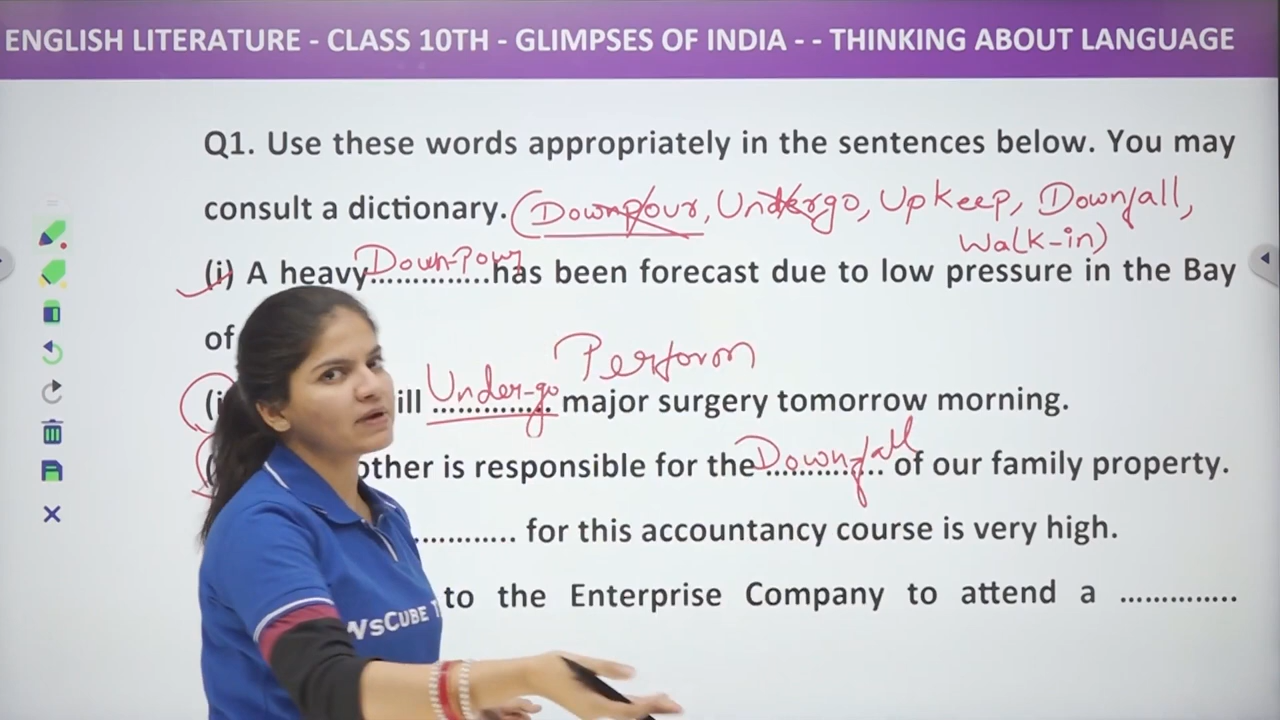 ENGLISH LITERATURE - CLASS 10TH - GLIMPSES OF INDIA - - THINKING ABOUT LANGUAGE
Q1. Use these words appropriately in the sentences below. You may
consult a dictionary. (Downpour, Undergo, Upkeep, Downfall,
Walk-in)
(i) A heavy Down-Pour has been forecast due to low pressure in the Bay
of
Perform
ill Under-go major surgery tomorrow morning.
other is responsible for the Downfall of our family property.
.............. for this accountancy course is very high.
to the Enterprise Company to attend a ..............
WSCUBE T